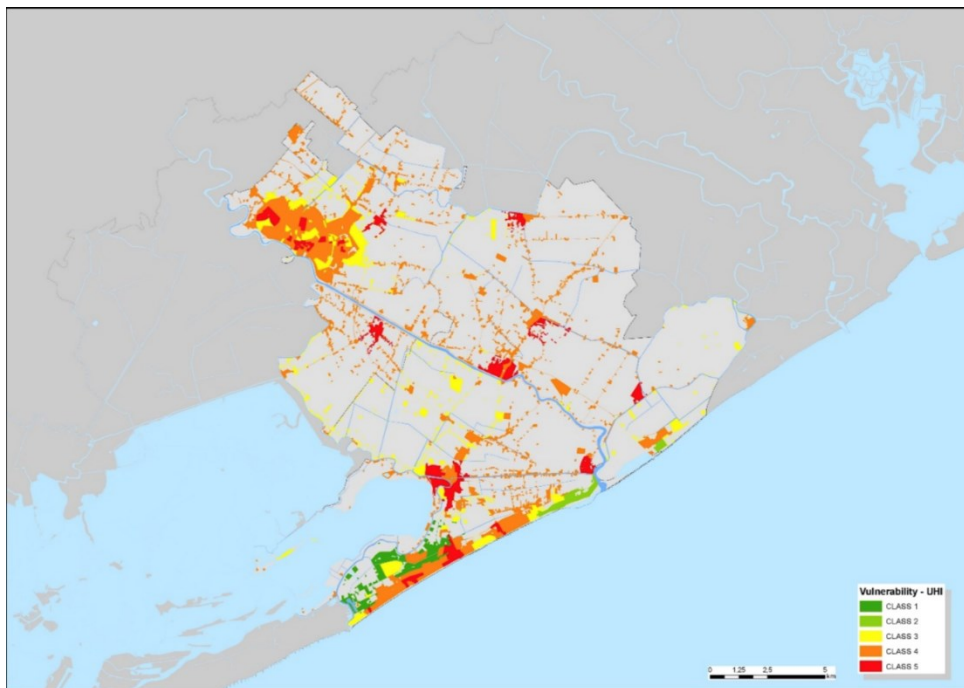 Vulnerability - UHI
CLASS 1
CLASS 2
CLASS 3
CLASS 4
CLASS 5
0 1.25 2.5 5
km